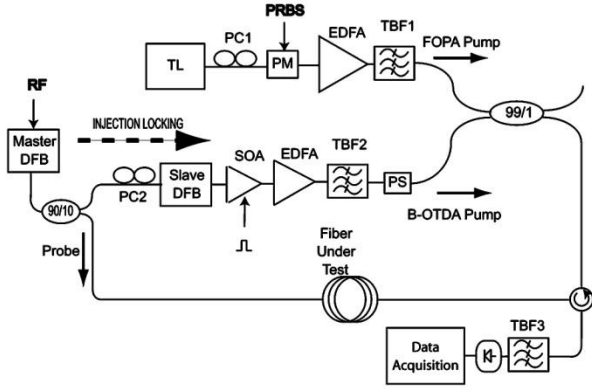 PRBS
EDFA
TBF1
PC1
FOPA Pump
TL
PM
99/1
RF
INJECTION LOCKING
Master
DFB
SOA
EDFA
TBF2
Slave
DFB
PS
PC2
90/10
B-OTDA Pump
Probe
Fiber
Under
Test
TBF3
Data
Acquisition